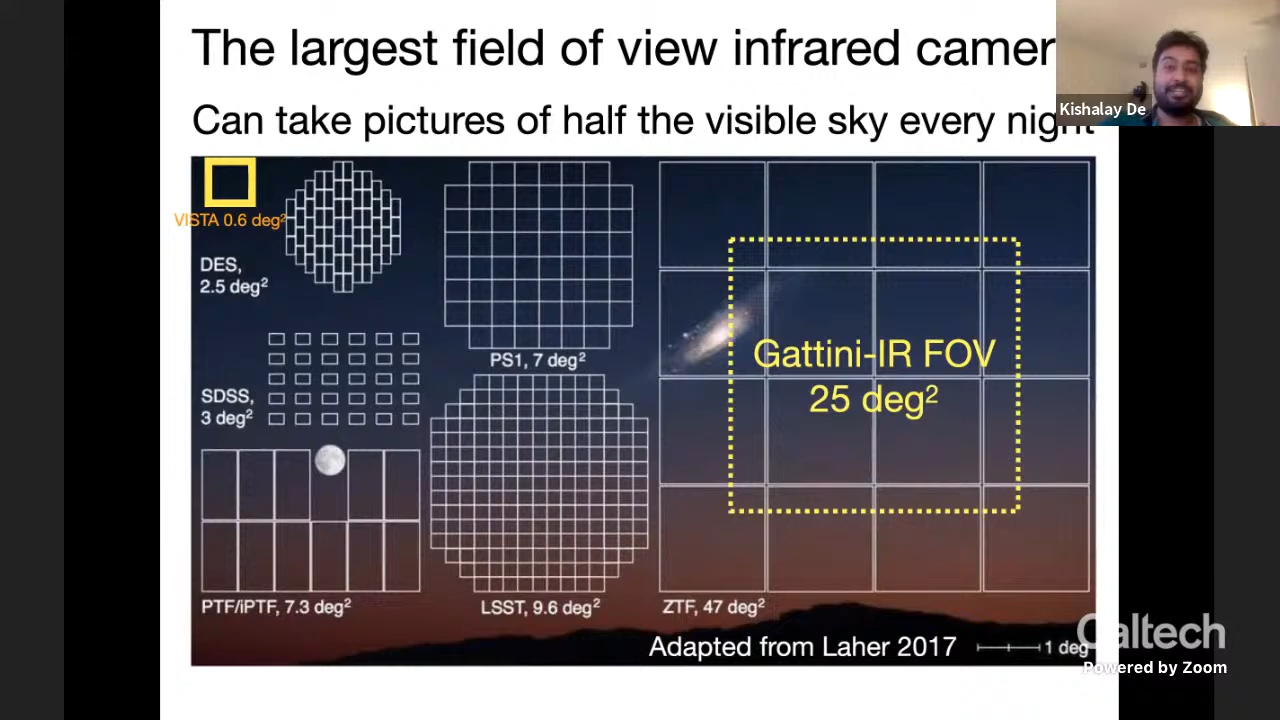 The largest field of view infrared camer
Kishalay De
Can take pictures of half the visible sky every night
VISTA 0.6 deg²
DES,
2.5 deg²
PS1, 7 deg²
Gattini-IR FOV
25 deg²
SDSS,
3 deg²
PTF/iPTF, 7.3 deg²
LSST, 9.6 deg²
ZTF, 47 deg²
Adapted from Laher 2017
1 deg
Caltech
Powered by Zoom